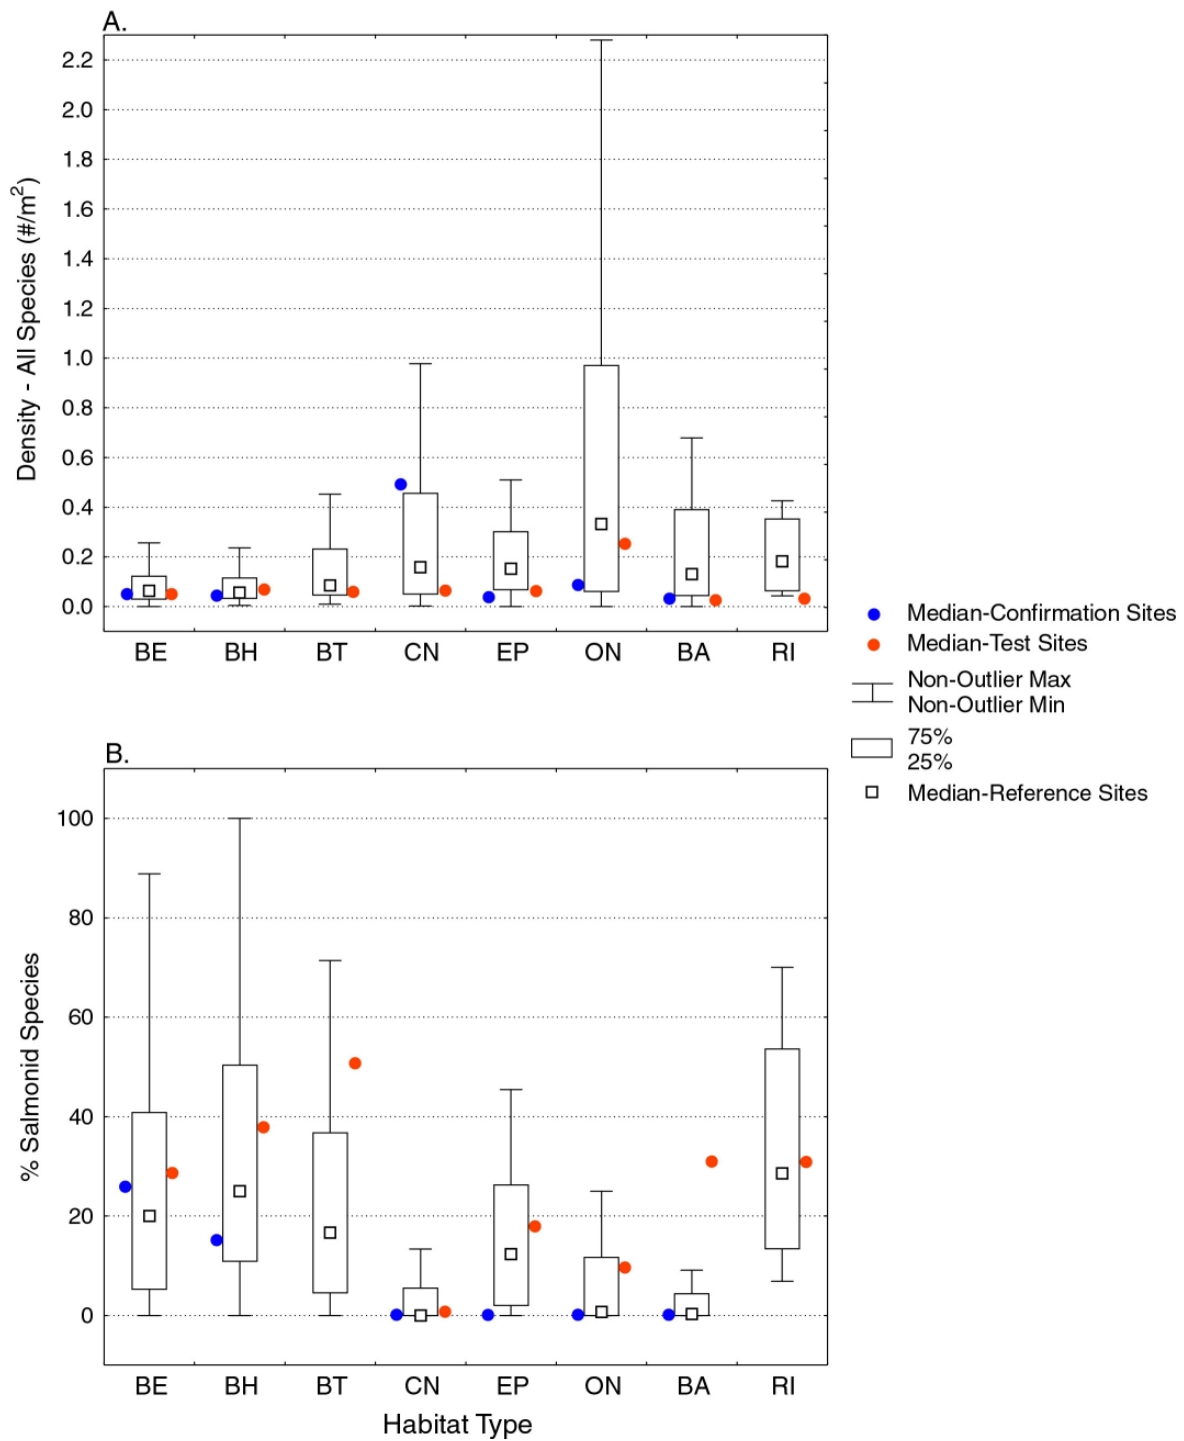 A.
Density - All Species (#/m²)
2.2
2.0
1.8
1.6
1.4
1.2
1.0
0.8
0.6
0.4
0.2
0.0
BE BH BT CN EP ON BA RI
Median-Confirmation Sites
Median-Test Sites
Non-Outlier Max
Non-Outlier Min
75%
25%
Median-Reference Sites
B.
% Salmonid Species
100
80
60
40
20
0
BE BH BT CN EP ON BA RI
Habitat Type